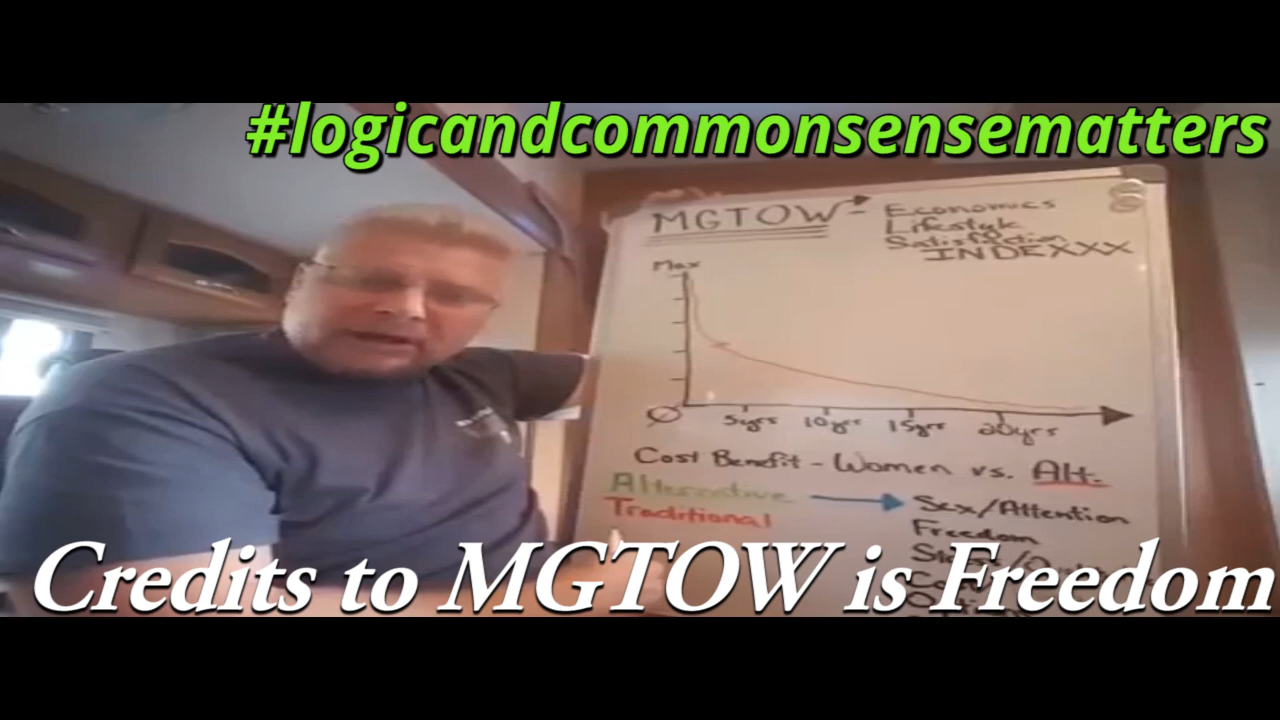 #logicandcommonsensematters
MGTOW - Economics
Lifestyle
Satisfaction
INDEXXX
Max
5yrs 10yrs 15yrs 20yrs
Cost Benefit - Women vs. Alt.
Alternative
Sex/Attention
Traditional
Freedom
Credits to MGTOW is Freedom